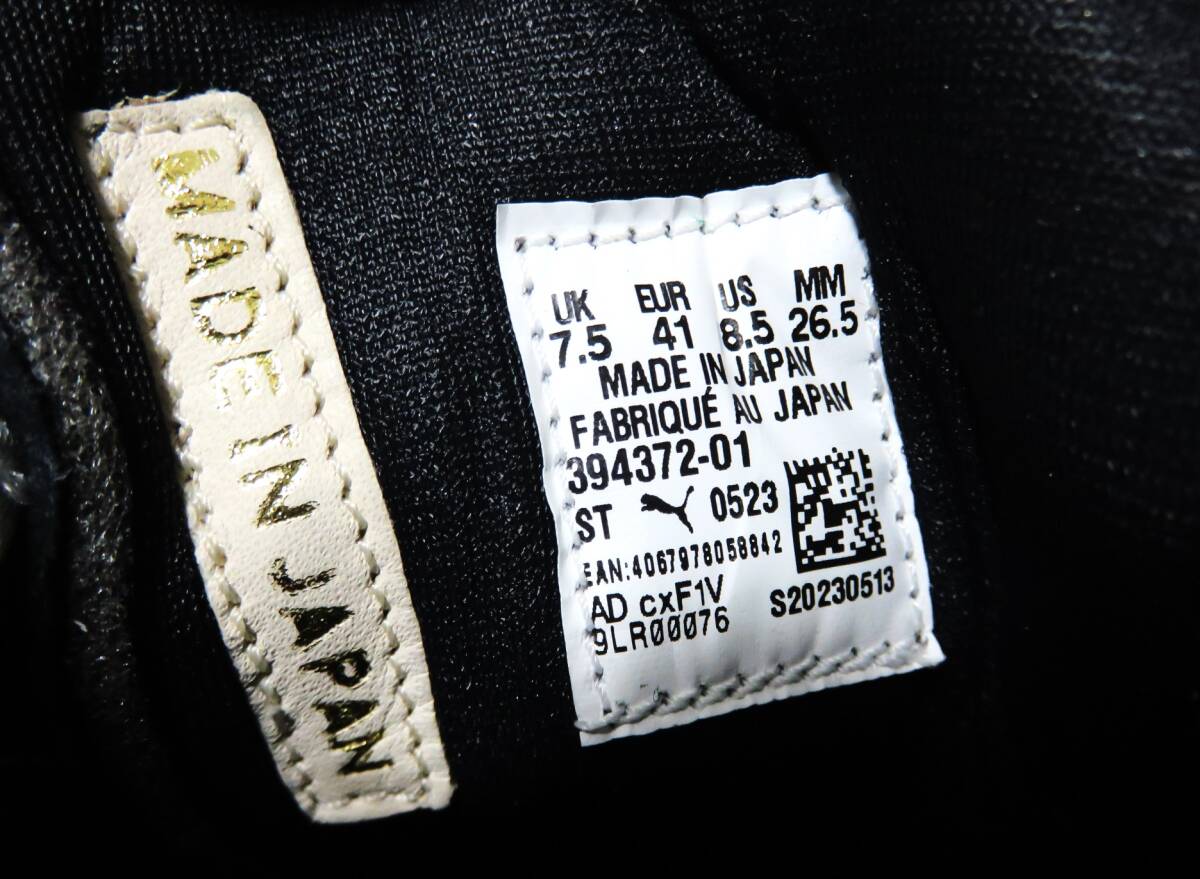 MADE IN JAPAN
UK EUR US MM
7.5 41 8.5 26.5
MADE IN JAPAN
FABRIQUÉ AU JAPAN
394372-01
ST 0523
EAN:4067978058842
AD cxF1V
9LR00076 S20230513